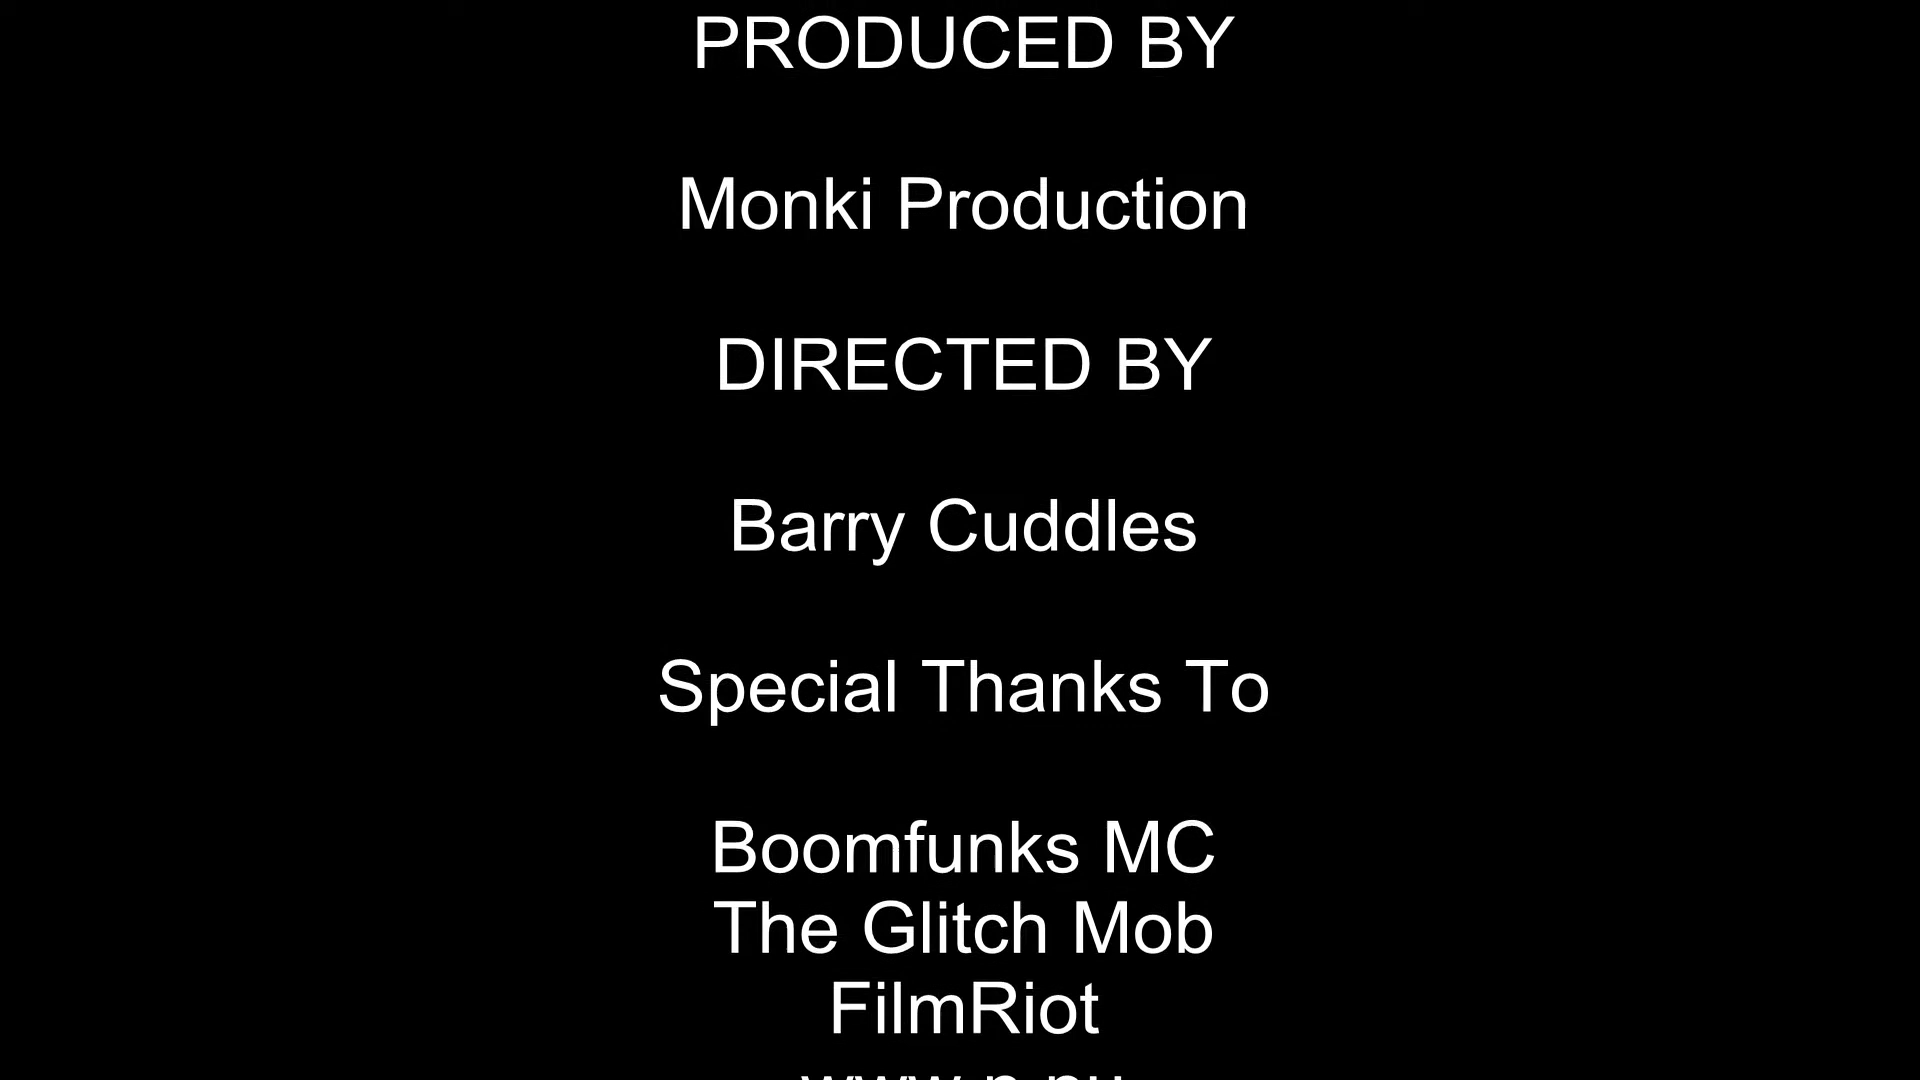 PRODUCED BY
Monki Production
DIRECTED BY
Barry Cuddles
Special Thanks To
Boomfunks MC
The Glitch Mob
FilmRiot